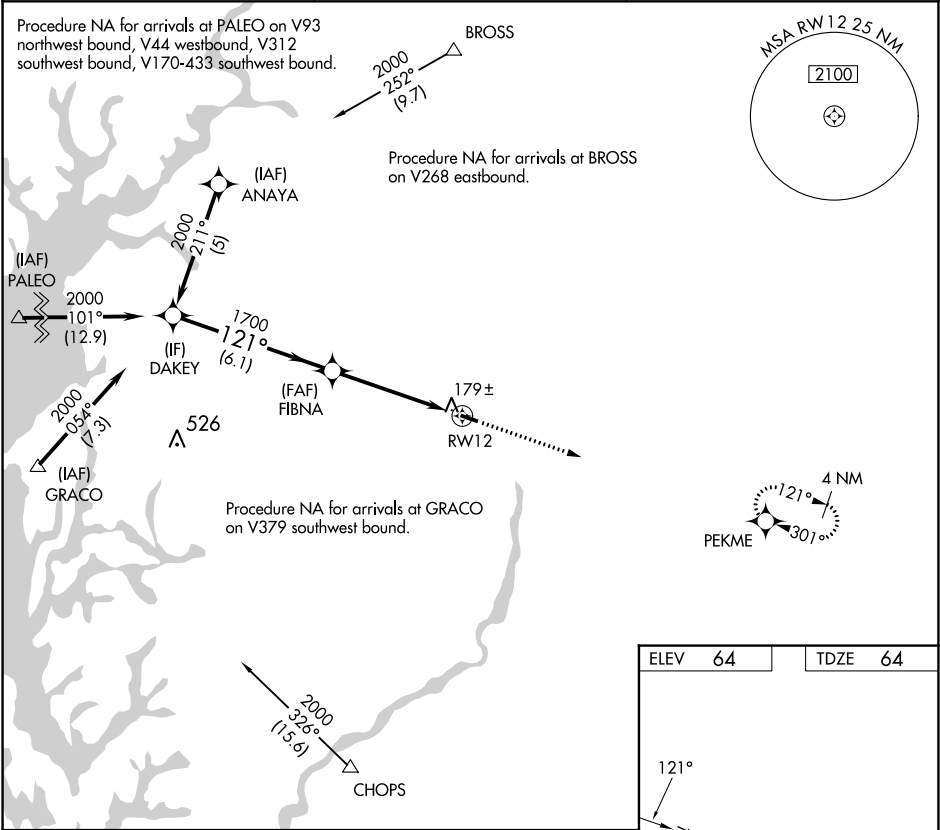 Procedure NA for arrivals at PALEO on V93
northwest bound, V44 westbound, V312
southwest bound, V170-433 southwest bound.
BROSS
2000
252°
(9.7)
MSA RW12 25 NM
2100
Procedure NA for arrivals at BROSS
on V268 eastbound.
(IAF)
ANAYA
2000
211°
(5)
(IAF)
PALEO
2000
101°
(12.9)
(IF)
DAKEY
1700
121°
(6.1)
(FAF)
FIBNA
179±
RW12
2000
054°
(7.3)
(IAF)
GRACO
526
Procedure NA for arrivals at GRACO
on V379 southwest bound.
4 NM
121°
301°
PEKME
2000
326°
(15.6)
CHOPS
ELEV 64
TDZE 64
121°